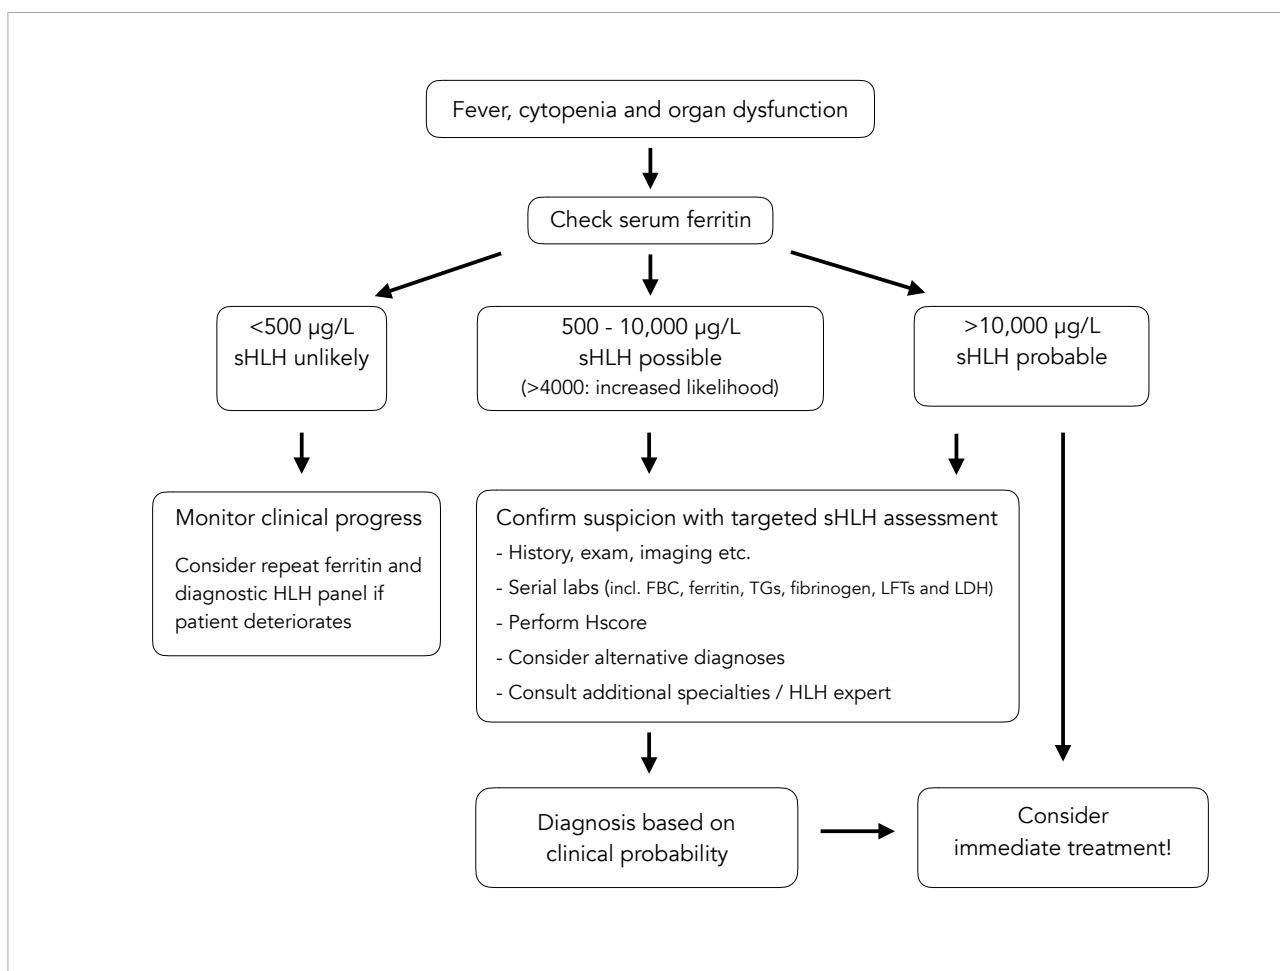 Fever, cytopenia and organ dysfunction
Check serum ferritin
<500 µg/L
sHLH unlikely
500 - 10,000 µg/L
sHLH possible
(>4000: increased likelihood)
>10,000 µg/L
sHLH probable
Monitor clinical progress
Consider repeat ferritin and
diagnostic HLH panel if
patient deteriorates
Confirm suspicion with targeted sHLH assessment
- History, exam, imaging etc.
- Serial labs (incl. FBC, ferritin, TGs, fibrinogen, LFTs and LDH)
- Perform Hscore
- Consider alternative diagnoses
- Consult additional specialties / HLH expert
Diagnosis based on
clinical probability
Consider
immediate treatment!